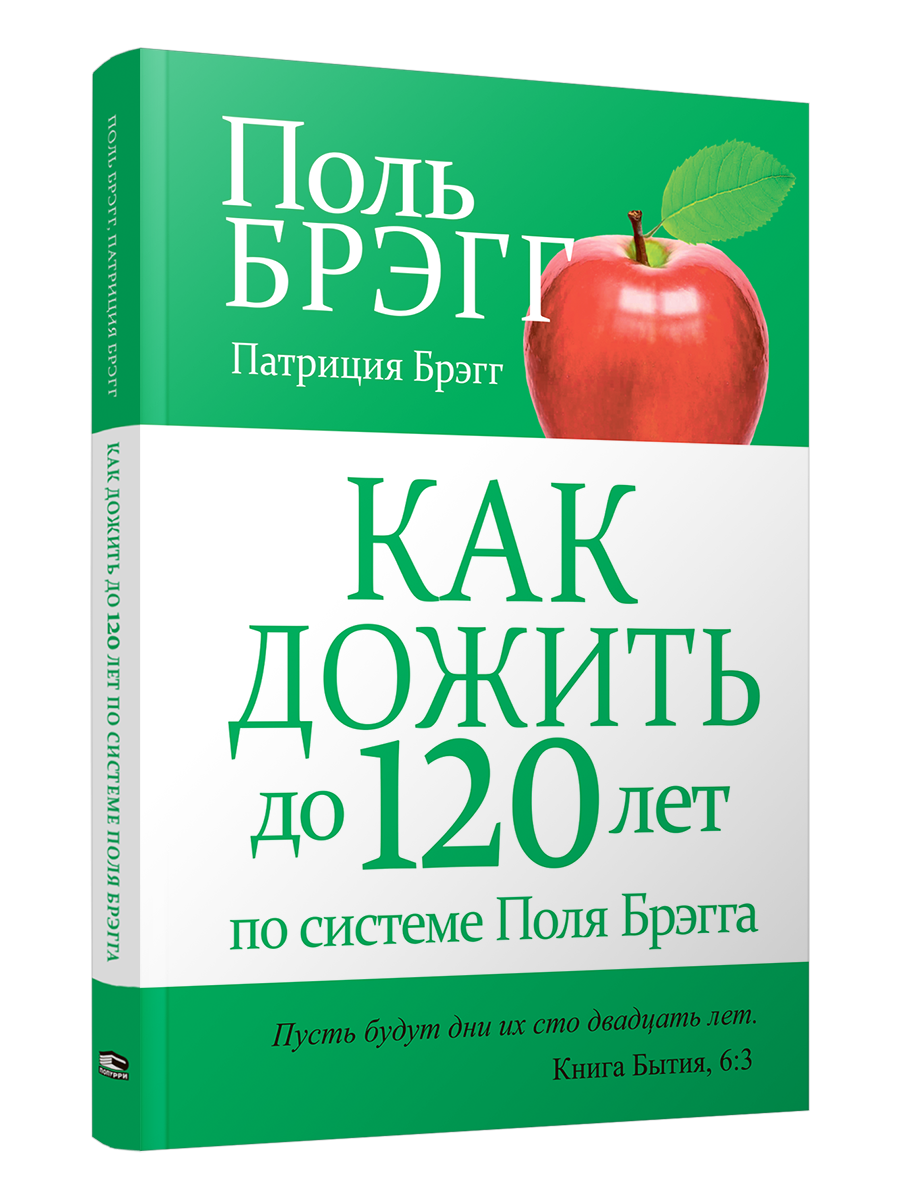 Поль
БРЭГГ
Патриция Брэгг
КАК
ДОЖИТЬ
до 120 лет
по системе Поля Брэгга
Пусть будут дни их сто двадцать лет.
Книга Бытия, 6:3
ПОЛЬ БРЭГГ, ПАТРИЦИЯ БРЭГГ
КАК ДОЖИТЬ ДО 120 ЛЕТ ПО СИСТЕМЕ ПОЛЯ БРЭГГА
ПОПУРРИ